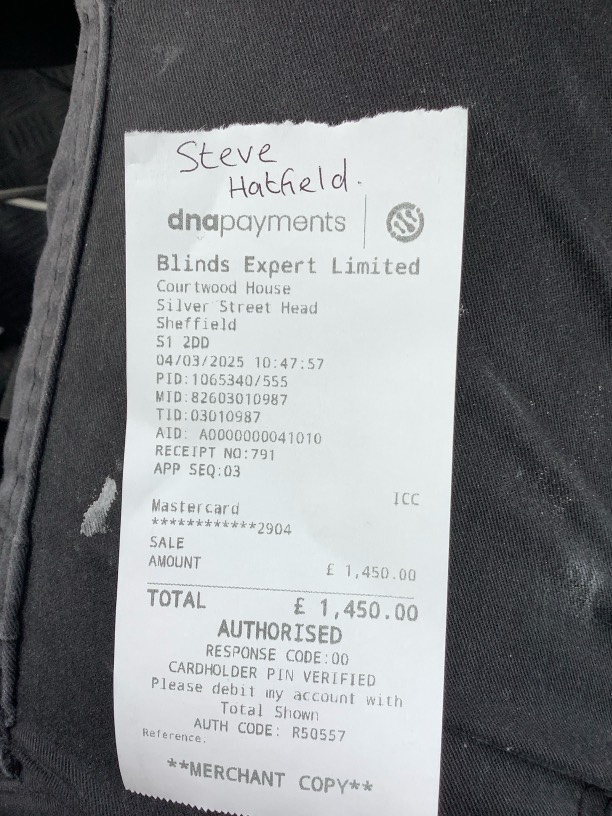 Steve
Hatfield.
dnapayments
Blinds Expert Limited
Courtwood House
Silver Street Head
Sheffield
S1 2DD
04/03/2025 10:47:57
PID:1065340/555
MID:82603010987
TID:03010987
AID: A0000000041010
RECEIPT NO:791
APP SEQ:03
ICC
Mastercard
************2904
SALE
AMOUNT £ 1,450.00
TOTAL £ 1,450.00
AUTHORISED
RESPONSE CODE:00
CARDHOLDER PIN VERIFIED
Please debit my account with
Total Shown
AUTH CODE: R50557
Reference:
**MERCHANT COPY**